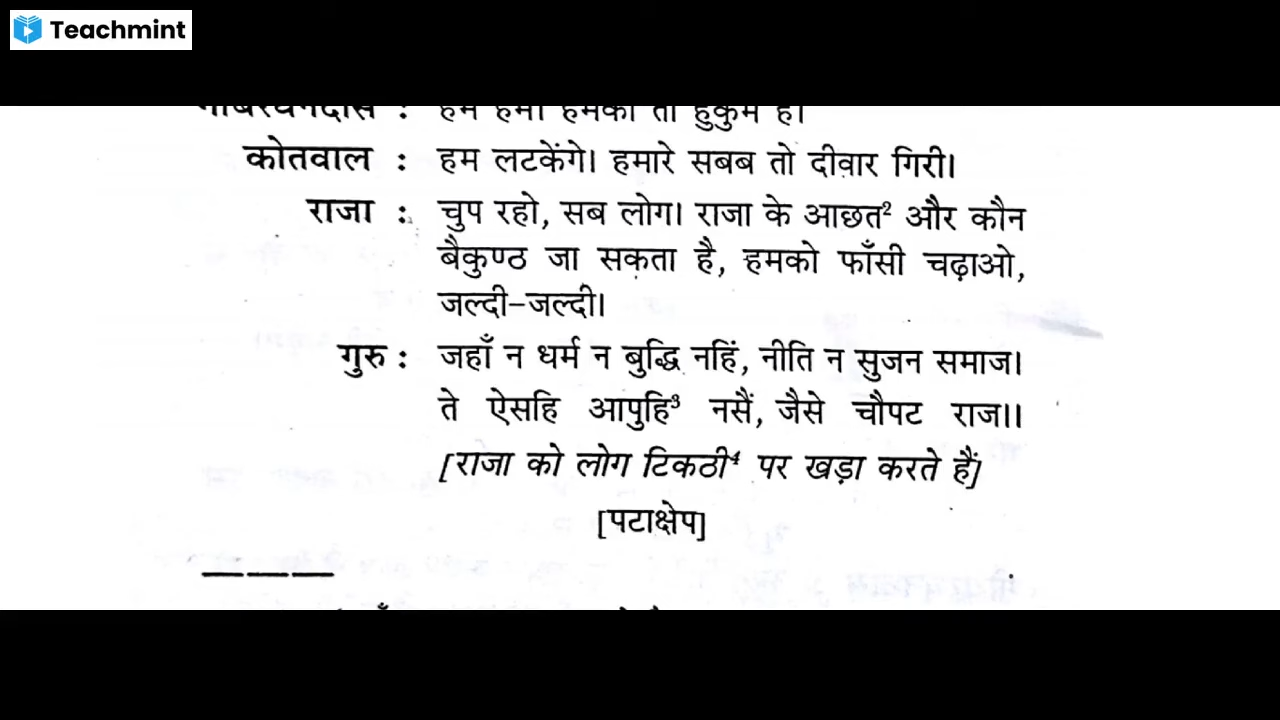 Teachmint
हमको तो हुकुम है।
कोतवाल : हम लटकेंगे। हमारे सबब तो दीवार गिरी।
राजा : चुप रहो, सब लोग। राजा के आछत² और कौन
बैकुण्ठ जा सकता है, हमको फाँसी चढ़ाओ,
जल्दी-जल्दी।
गुरु : जहाँ न धर्म न बुद्धि नहिं, नीति न सुजन समाज।
ते ऐसहि आपुहि³ नसैं, जैसे चौपट राज।।
[राजा को लोग टिकठी⁴ पर खड़ा करते हैं]
[पटाक्षेप]